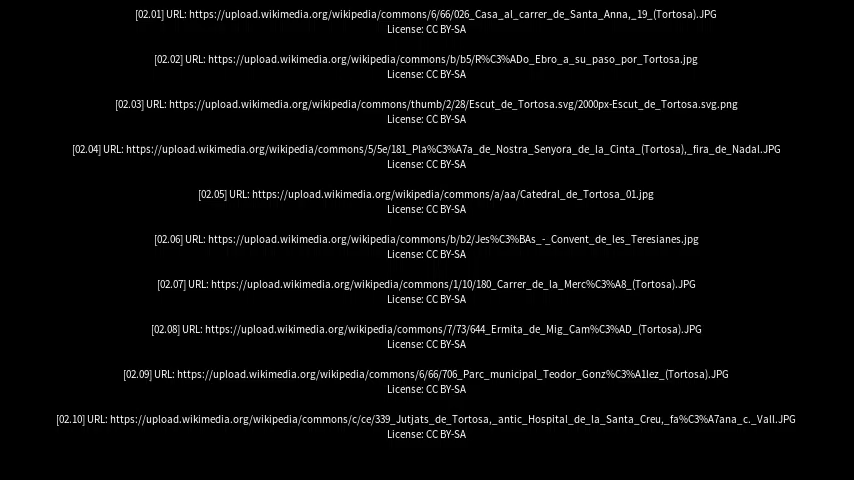 [02.01] URL: https://upload.wikimedia.org/wikipedia/commons/6/66/026_Casa_al_carrer_de_Santa_Anna,_19_(Tortosa).JPG
License: CC BY-SA
[02.02] URL: https://upload.wikimedia.org/wikipedia/commons/b/b5/R%C3%ADo_Ebro_a_su_paso_por_Tortosa.jpg
License: CC BY-SA
[02.03] URL: https://upload.wikimedia.org/wikipedia/commons/thumb/2/28/Escut_de_Tortosa.svg/2000px-Escut_de_Tortosa.svg.png
License: CC BY-SA
[02.04] URL: https://upload.wikimedia.org/wikipedia/commons/5/5e/181_Pla%C3%A7a_de_Nostra_Senyora_de_la_Cinta_(Tortosa),_fira_de_Nadal.JPG
License: CC BY-SA
[02.05] URL: https://upload.wikimedia.org/wikipedia/commons/a/aa/Catedral_de_Tortosa_01.jpg
License: CC BY-SA
[02.06] URL: https://upload.wikimedia.org/wikipedia/commons/b/b2/Jes%C3%BAs_-_Convent_de_les_Teresianes.jpg
License: CC BY-SA
[02.07] URL: https://upload.wikimedia.org/wikipedia/commons/1/10/180_Carrer_de_la_Merc%C3%A8_(Tortosa).JPG
License: CC BY-SA
[02.08] URL: https://upload.wikimedia.org/wikipedia/commons/7/73/644_Ermita_de_Mig_Cam%C3%AD_(Tortosa).JPG
License: CC BY-SA
[02.09] URL: https://upload.wikimedia.org/wikipedia/commons/6/66/706_Parc_municipal_Teodor_Gonz%C3%A1lez_(Tortosa).JPG
License: CC BY-SA
[02.10] URL: https://upload.wikimedia.org/wikipedia/commons/c/ce/339_Jutjats_de_Tortosa,_antic_Hospital_de_la_Santa_Creu,_fa%C3%A7ana_c._Vall.JPG
License: CC BY-SA